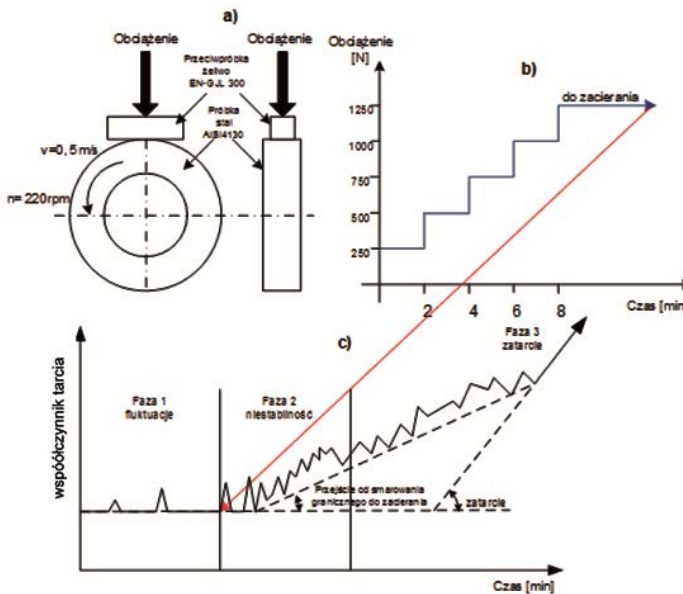 a)
Obciążenie
Obciążenie
Przeciwpróbka
żeliwo
EN-GJL 300
Próbka
stal
AISI4130
v=0,5 m/s
n= 220rpm
Obciążenie
[N]
b)
do zacierania
1250
1000
750
500
250
2
4
6
8
Czas [min]
c)
współczynnik tarcia
Faza 1
fluktuacje
Faza 2
niestabilność
Faza 3
zatarcie
Przejście od smarowania
granicznego do zacierania
zatarcie
Czas [min]